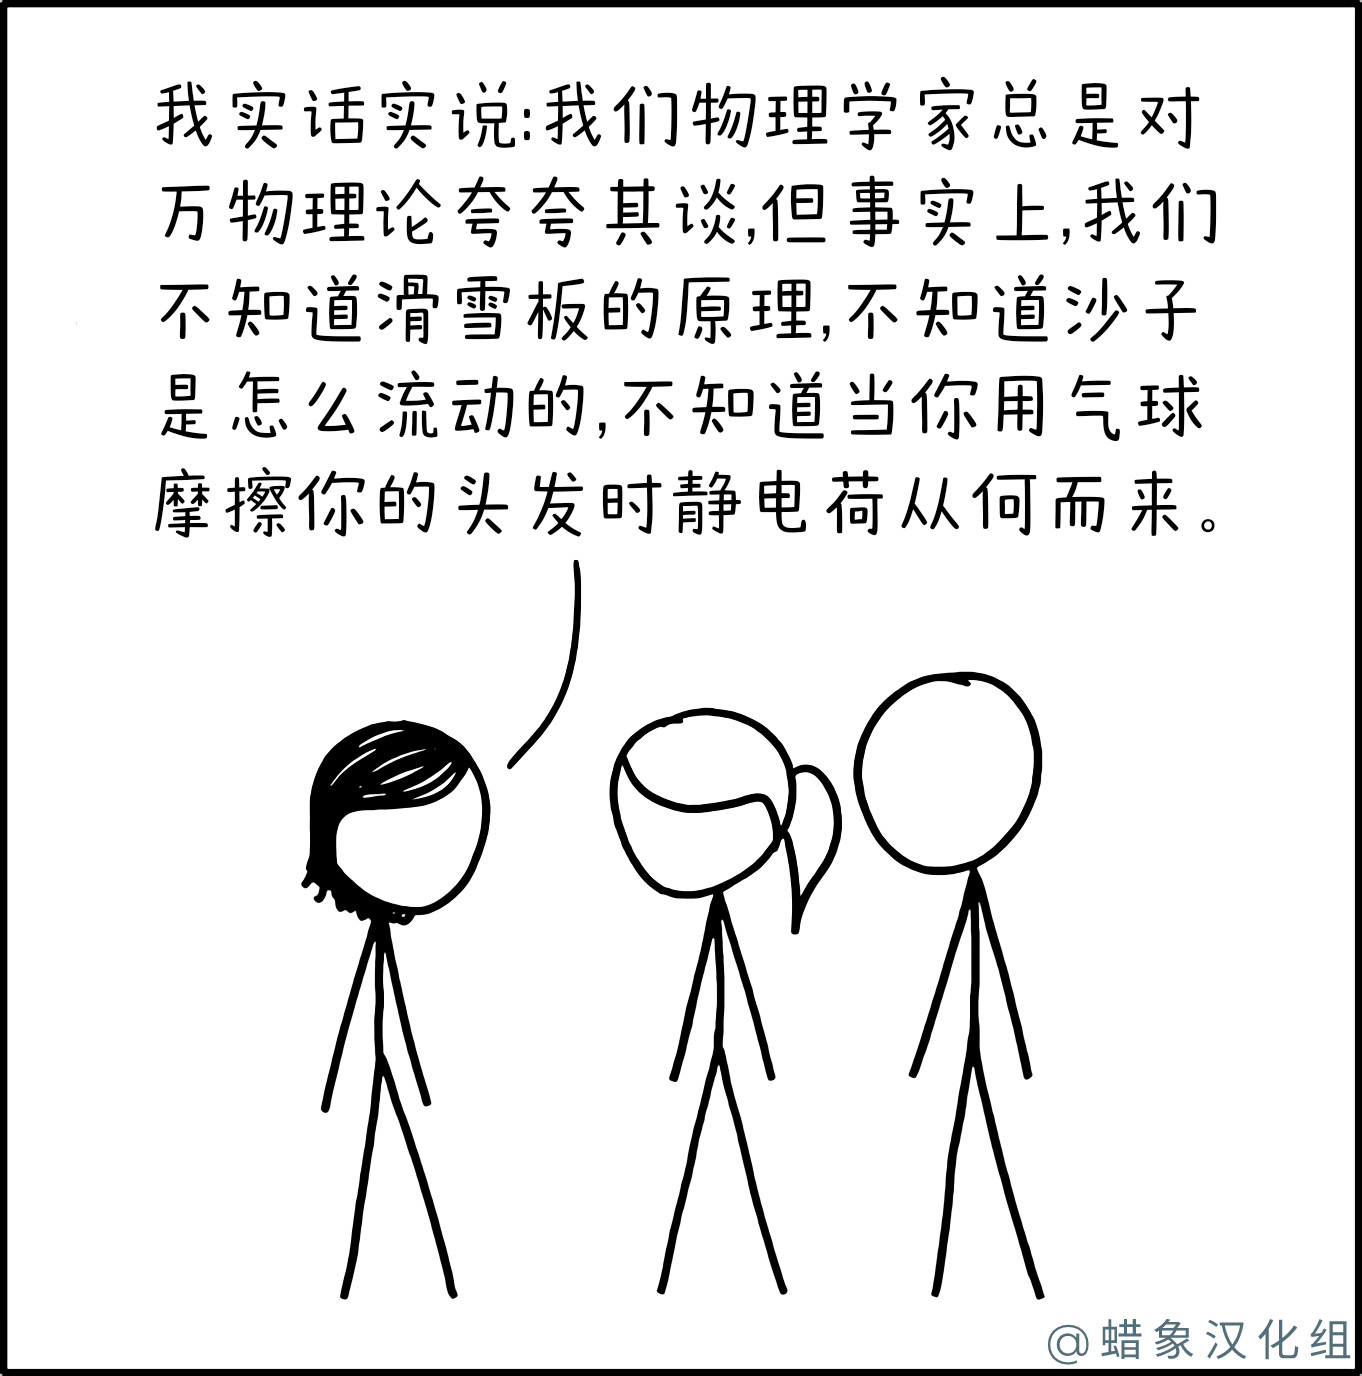 我实话实说:我们物理学家总是对
万物理论夸夸其谈,但事实上,我们
不知道滑雪板的原理,不知道沙子
是怎么流动的,不知道当你用气球
摩擦你的头发时静电荷从何而来。
@蜡象汉化组